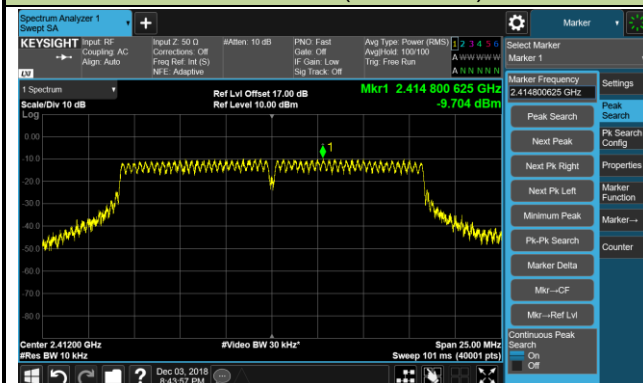 Spectrum Analyzer 1
Swept SA
+
Marker
KEYSIGHT
Input: RF
Coupling: AC
Align: Auto
Input Z: 50 Ω
Corrections: Off
Freq Ref: Int (S)
NFE: Adaptive
#Atten: 10 dB
PNO: Fast
Gate: Off
IF Gain: Low
Sig Track: Off
Avg Type: Power (RMS)
Avg|Hold: 100/100
Trig: Free Run
1 2 3 4 5 6
A W W W W W
A N N N N N
LXI
Select Marker
Marker 1
Marker Frequency
2.414800625 GHz
Settings
Peak Search
Peak
Search
Next Peak
Pk Search
Config
Next Pk Right
Properties
Next Pk Left
Marker
Function
Minimum Peak
Marker→
Pk-Pk Search
Counter
Marker Delta
Mkr→CF
Mkr→Ref Lvl
Continuous Peak
Search
On
Off
1 Spectrum
Scale/Div 10 dB
Log
Ref Lvl Offset 17.00 dB
Ref Level 10.00 dBm
Mkr1 2.414 800 625 GHz
-9.704 dBm
1
0.00
-10.0
-20.0
-30.0
-40.0
-50.0
-60.0
-70.0
-80.0
Center 2.41200 GHz
#Res BW 10 kHz
#Video BW 30 kHz*
Span 25.00 MHz
Sweep 101 ms (40001 pts)
?
Dec 03, 2018
8:43:57 PM